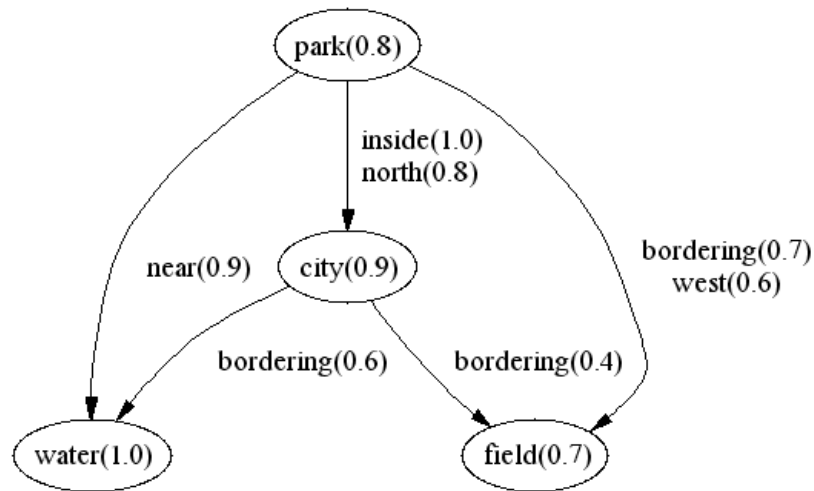 park(0.8)
inside(1.0)
north(0.8)
near(0.9)
city(0.9)
bordering(0.7)
west(0.6)
bordering(0.6)
bordering(0.4)
water(1.0)
field(0.7)